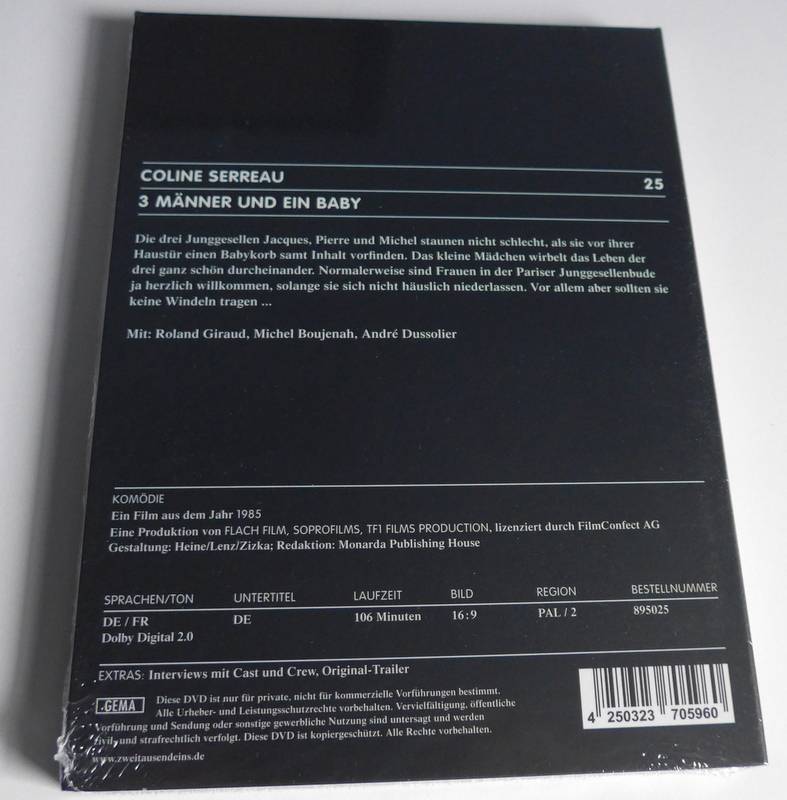 COLINE SERREAU
25
3 MÄNNER UND EIN BABY
Die drei Junggesellen Jacques, Pierre und Michel staunen nicht schlecht, als sie vor ihrer
Haustür einen Babykorb samt Inhalt vorfinden. Das kleine Mädchen wirbelt das Leben der
drei ganz schön durcheinander. Normalerweise sind Frauen in der Pariser Junggesellenbude
ja herzlich willkommen, solange sie sich nicht häuslich niederlassen. Vor allem aber sollten sie
keine Windeln tragen ...
Mit: Roland Giraud, Michel Boujenah, André Dussolier
KOMÖDIE
Ein Film aus dem Jahr 1985
Eine Produktion von FLACH FILM, SOPROFILMS, TF1 FILMS PRODUCTION, lizenziert durch FilmConfect AG
Gestaltung: Heine/Lenz/Zizka; Redaktion: Monarda Publishing House
SPRACHEN/TON UNTERTITEL LAUFZEIT BILD REGION BESTELLNUMMER
DE / FR DE 106 Minuten 16:9 PAL / 2 895025
Dolby Digital 2.0
EXTRAS: Interviews mit Cast und Crew, Original-Trailer
GEMA
Diese DVD ist nur für private, nicht für kommerzielle Vorführungen bestimmt.
Alle Urheber- und Leistungsschutzrechte vorbehalten. Vervielfältigung, öffentliche
Vorführung und Sendung oder sonstige gewerbliche Nutzung sind untersagt und werden
zivil- und strafrechtlich verfolgt. Diese DVD ist kopiergeschützt. Alle Rechte vorbehalten.
www.zweitausendeins.de
4 250323 705960